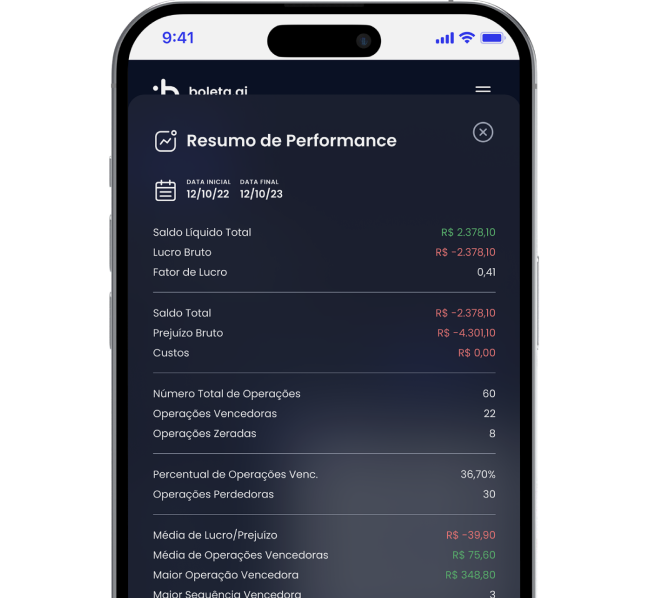 9:41
boleta.ai
Resumo de Performance
DATA INICIAL DATA FINAL
12/10/22 12/10/23
Saldo Líquido Total R$ 2.378,10
Lucro Bruto R$ -2.378,10
Fator de Lucro 0,41
Saldo Total R$ -2.378,10
Prejuízo Bruto R$ -4.301,10
Custos R$ 0,00
Número Total de Operações 60
Operações Vencedoras 22
Operações Zeradas 8
Percentual de Operações Venc. 36,70%
Operações Perdedoras 30
Média de Lucro/Prejuízo R$ -39,90
Média de Operações Vencedoras R$ 75,60
Maior Operação Vencedora R$ 348,80
Maior Sequência Vencedora 3